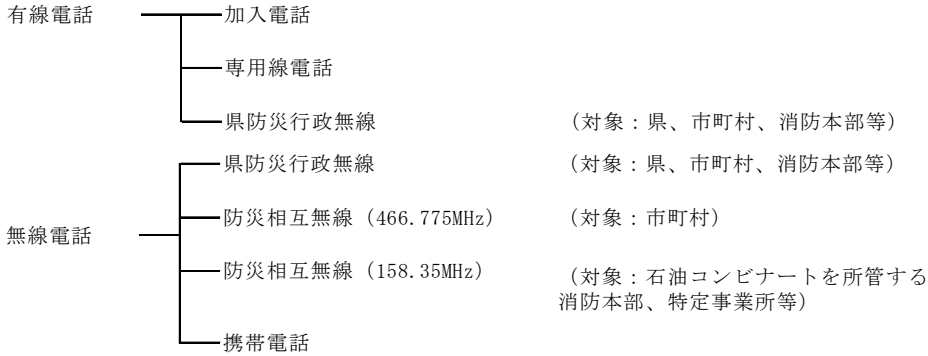 有線電話 加入電話
専用線電話
県防災行政無線 (対象：県、市町村、消防本部等)
県防災行政無線 (対象：県、市町村、消防本部等)
防災相互無線 (466.775MHz) (対象：市町村)
無線電話
防災相互無線 (158.35MHz) (対象：石油コンビナートを所管する
消防本部、特定事業所等)
携帯電話